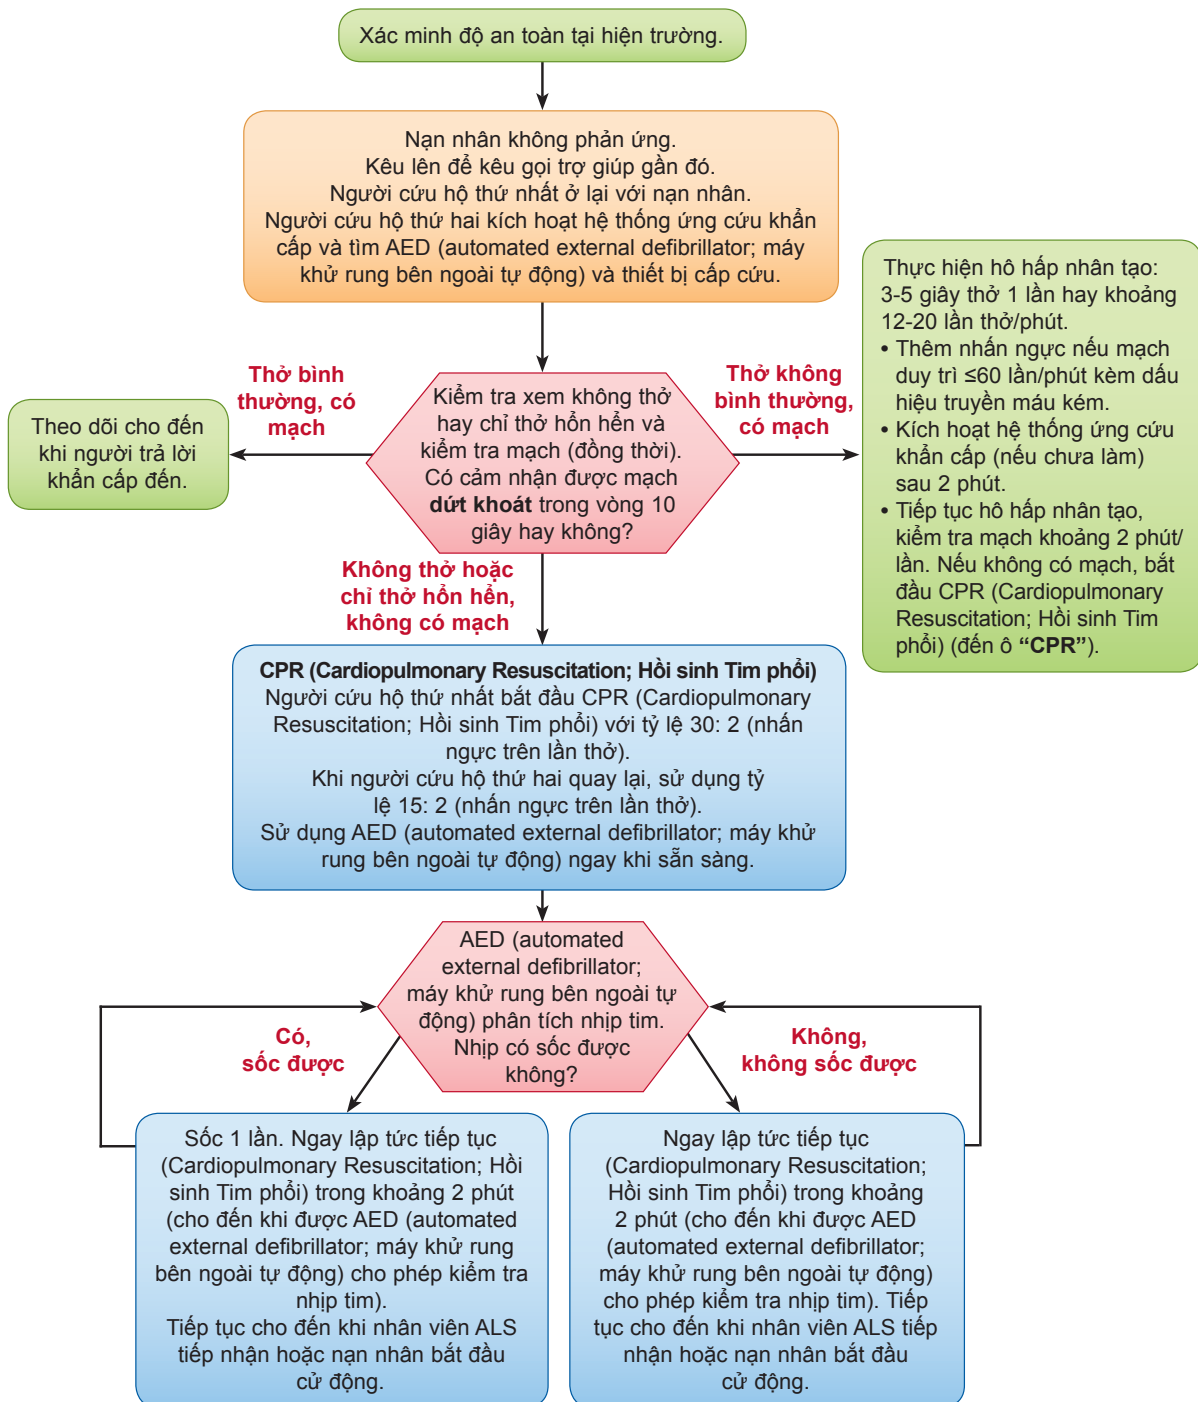 Xác minh độ an toàn tại hiện trường.
Nạn nhân không phản ứng.
Kêu lên để kêu gọi trợ giúp gần đó.
Người cứu hộ thứ nhất ở lại với nạn nhân.
Người cứu hộ thứ hai kích hoạt hệ thống ứng cứu khẩn
cấp và tìm AED (automated external defibrillator; máy
khử rung bên ngoài tự động) và thiết bị cấp cứu.
Thở bình
thường, có
mạch
Theo dõi cho đến
khi người trả lời
khẩn cấp đến.
Kiểm tra xem không thở
hay chỉ thở hổn hển và
kiểm tra mạch (đồng thời).
Có cảm nhận được mạch
dứt khoát trong vòng 10
giây hay không?
Thở không
bình thường,
có mạch
Thực hiện hô hấp nhân tạo:
3-5 giây thở 1 lần hay khoảng
12-20 lần thở/phút.
• Thêm nhấn ngực nếu mạch
duy trì ≤60 lần/phút kèm dấu
hiệu truyền máu kém.
• Kích hoạt hệ thống ứng cứu
khẩn cấp (nếu chưa làm)
sau 2 phút.
• Tiếp tục hô hấp nhân tạo,
kiểm tra mạch khoảng 2 phút/
lần. Nếu không có mạch, bắt
đầu CPR (Cardiopulmonary
Resuscitation; Hồi sinh Tim
phổi) (đến ô “CPR”).
Không thở hoặc
chỉ thở hổn hển,
không có mạch
CPR (Cardiopulmonary Resuscitation; Hồi sinh Tim phổi)
Người cứu hộ thứ nhất bắt đầu CPR (Cardiopulmonary
Resuscitation; Hồi sinh Tim phổi) với tỷ lệ 30: 2 (nhấn
ngực trên lần thở).
Khi người cứu hộ thứ hai quay lại, sử dụng tỷ
lệ 15: 2 (nhấn ngực trên lần thở).
Sử dụng AED (automated external defibrillator; máy khử
rung bên ngoài tự động) ngay khi sẵn sàng.
AED (automated
external defibrillator;
máy khử rung bên ngoài tự
động) phân tích nhịp tim.
Nhịp có sốc được
không?
Có,
sốc được
Không,
không sốc được
Sốc 1 lần. Ngay lập tức tiếp tục
(Cardiopulmonary Resuscitation; Hồi
sinh Tim phổi) trong khoảng 2 phút
(cho đến khi được AED (automated
external defibrillator; máy khử rung
bên ngoài tự động) cho phép kiểm tra
nhịp tim).
Tiếp tục cho đến khi nhân viên ALS
tiếp nhận hoặc nạn nhân bắt đầu
cử động.
Ngay lập tức tiếp tục
(Cardiopulmonary Resuscitation;
Hồi sinh Tim phổi) trong khoảng
2 phút (cho đến khi được AED
(automated external defibrillator;
máy khử rung bên ngoài tự động)
cho phép kiểm tra nhịp tim). Tiếp
tục cho đến khi nhân viên ALS tiếp
nhận hoặc nạn nhân bắt đầu
cử động.